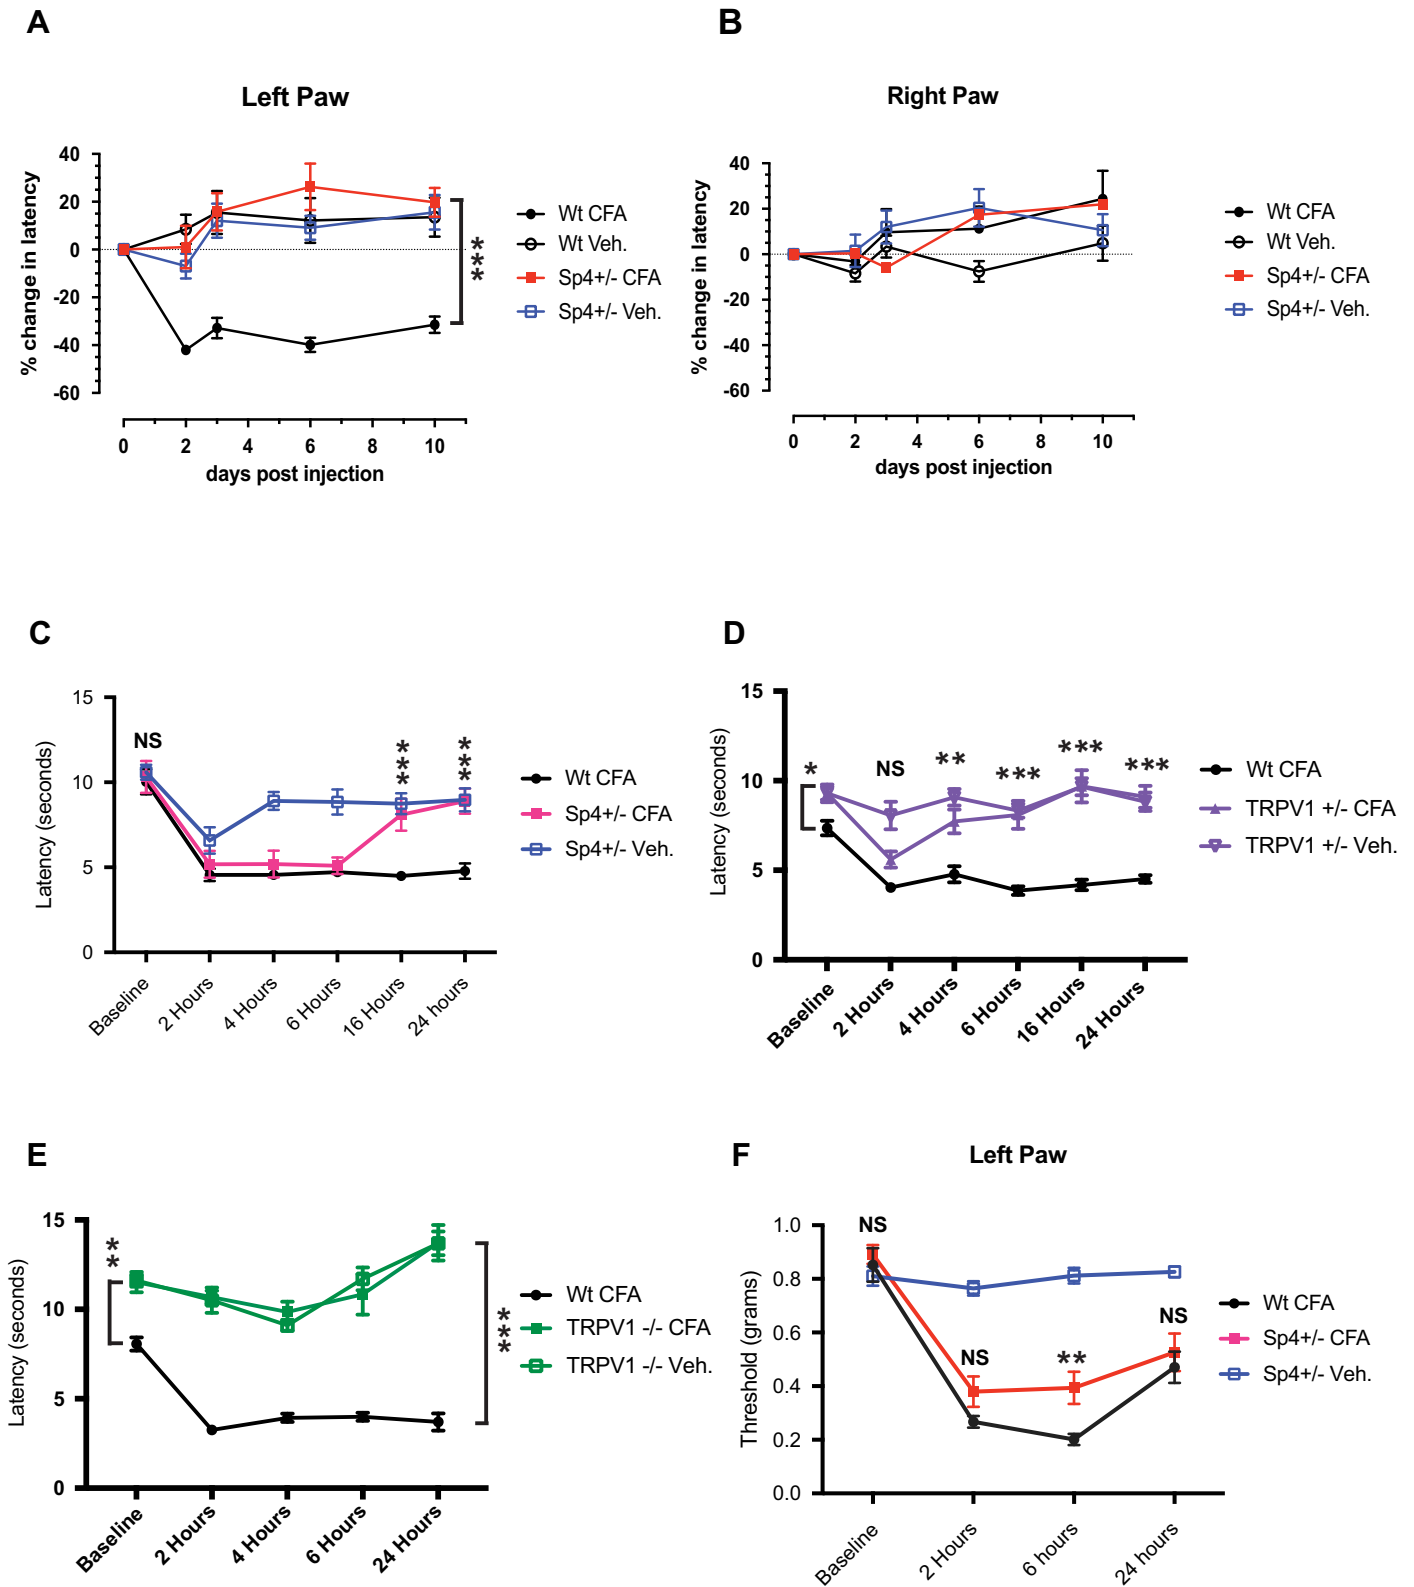 A
Left Paw
% change in latency
40
20
0
-20
-40
-60
0 2 4 6 8 10
days post injection
***
Wt CFA
Wt Veh.
Sp4+/- CFA
Sp4+/- Veh.
B
Right Paw
% change in latency
40
20
0
-20
-40
-60
0 2 4 6 8 10
days post injection
Wt CFA
Wt Veh.
Sp4+/- CFA
Sp4+/- Veh.
C
Latency (seconds)
15
10
5
0
NS
***
***
Baseline
2 Hours
4 Hours
6 Hours
16 Hours
24 hours
Wt CFA
Sp4+/- CFA
Sp4+/- Veh.
D
Latency (seconds)
15
10
5
0
*
NS
**
***
***
***
Baseline
2 Hours
4 Hours
6 Hours
16 Hours
24 Hours
Wt CFA
TRPV1 +/- CFA
TRPV1 +/- Veh.
E
Latency (seconds)
15
10
5
0
**
***
Baseline
2 Hours
4 Hours
6 Hours
24 Hours
Wt CFA
TRPV1 -/- CFA
TRPV1 -/- Veh.
F
Left Paw
Threshold (grams)
1.0
0.8
0.6
0.4
0.2
0.0
NS
NS
**
NS
Baseline
2 Hours
6 hours
24 hours
Wt CFA
Sp4+/- CFA
Sp4+/- Veh.